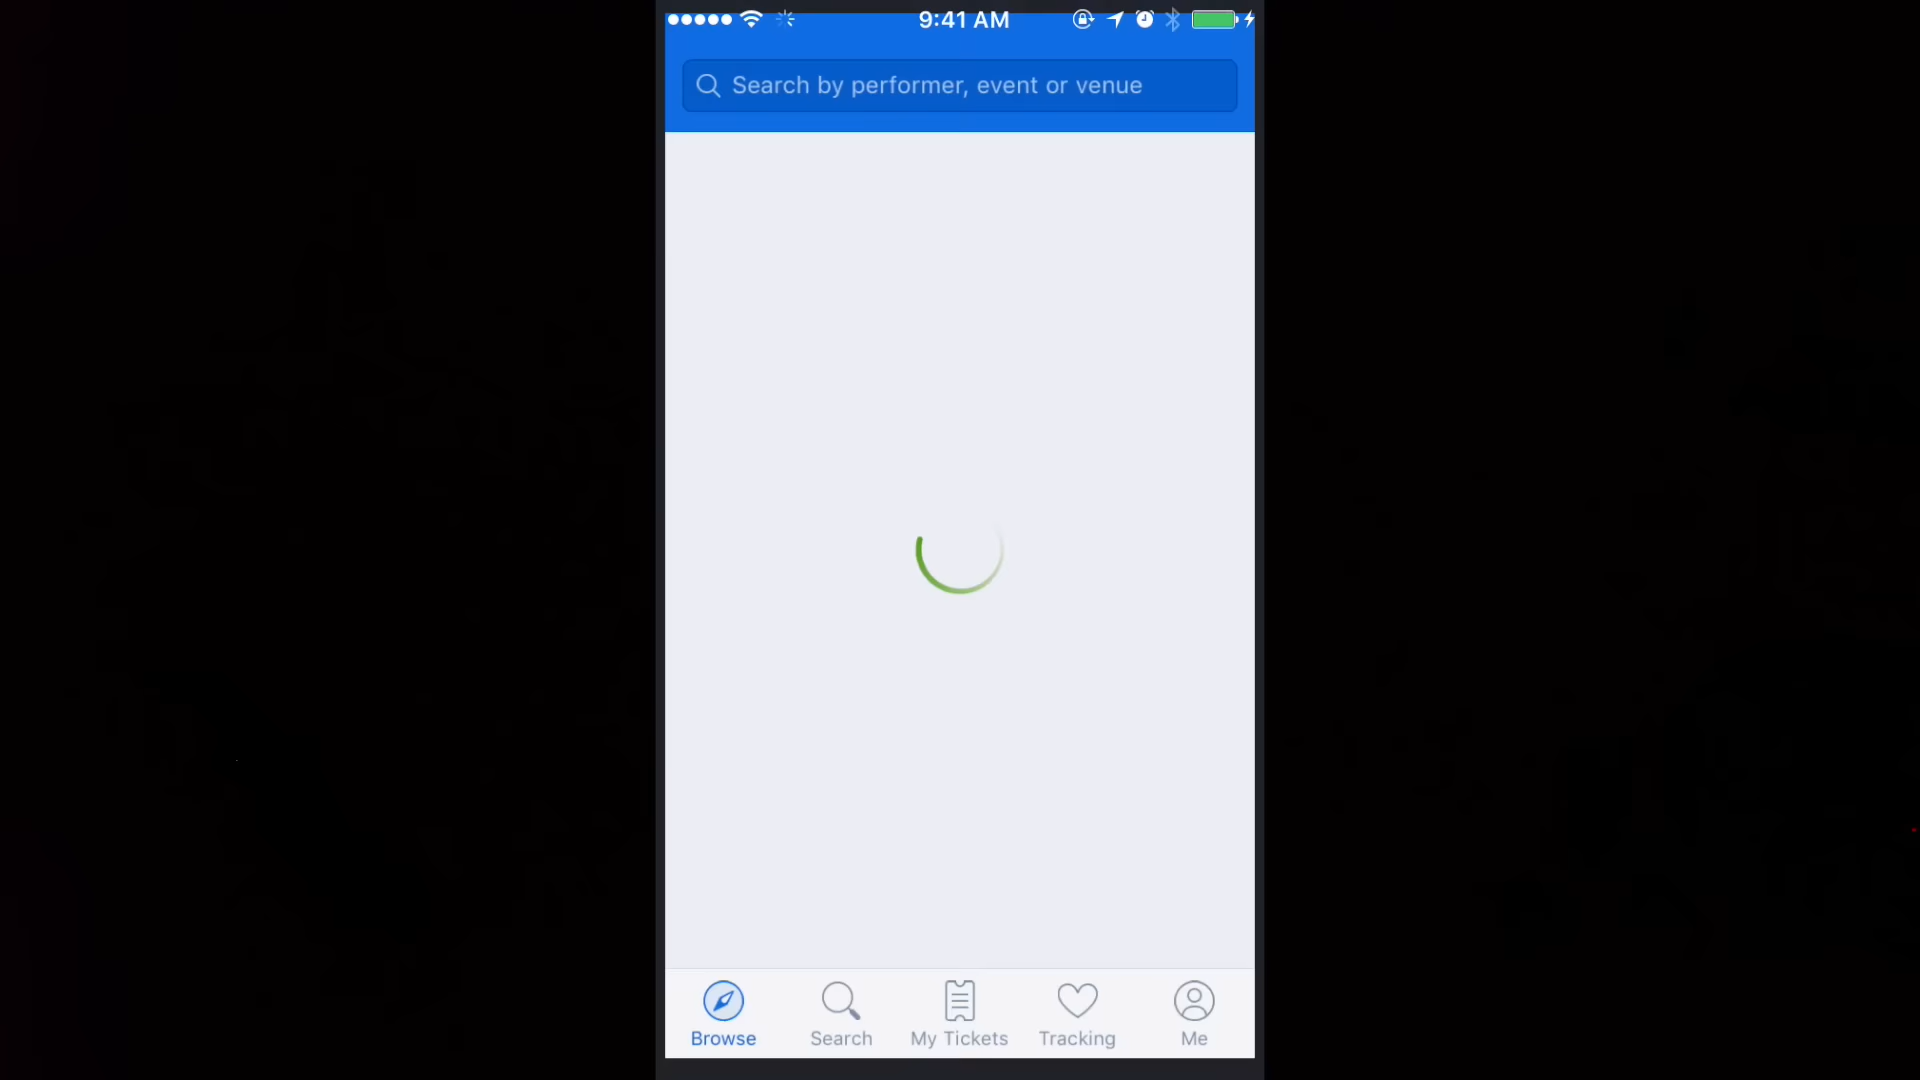 9:41 AM
Search by performer, event or venue
Browse
Search
My Tickets
Tracking
Me